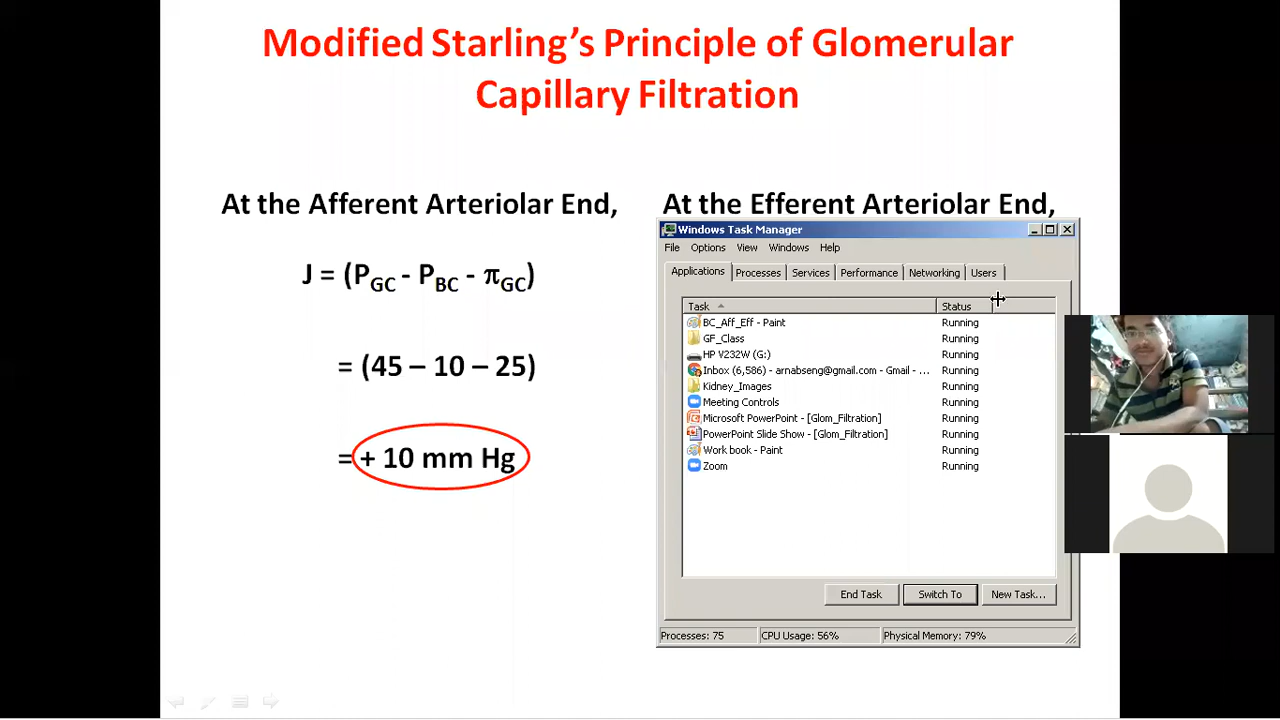 Modified Starling's Principle of Glomerular
Capillary Filtration
At the Afferent Arteriolar End,
J = (PGC - PBC - πGC)
= (45 – 10 – 25)
= + 10 mm Hg
At the Efferent Arteriolar End,
Windows Task Manager
File Options View Windows Help
Applications Processes Services Performance Networking Users
Task Status
BC_Aff_Eff - Paint Running
GF_Class Running
HP V232W (G:) Running
Inbox (6,586) - arnabseng@gmail.com - Gmail - ... Running
Kidney_Images Running
Meeting Controls Running
Microsoft PowerPoint - [Glom_Filtration] Running
PowerPoint Slide Show - [Glom_Filtration] Running
Work book - Paint Running
Zoom Running
End Task Switch To New Task...
Processes: 75 CPU Usage: 56% Physical Memory: 79%